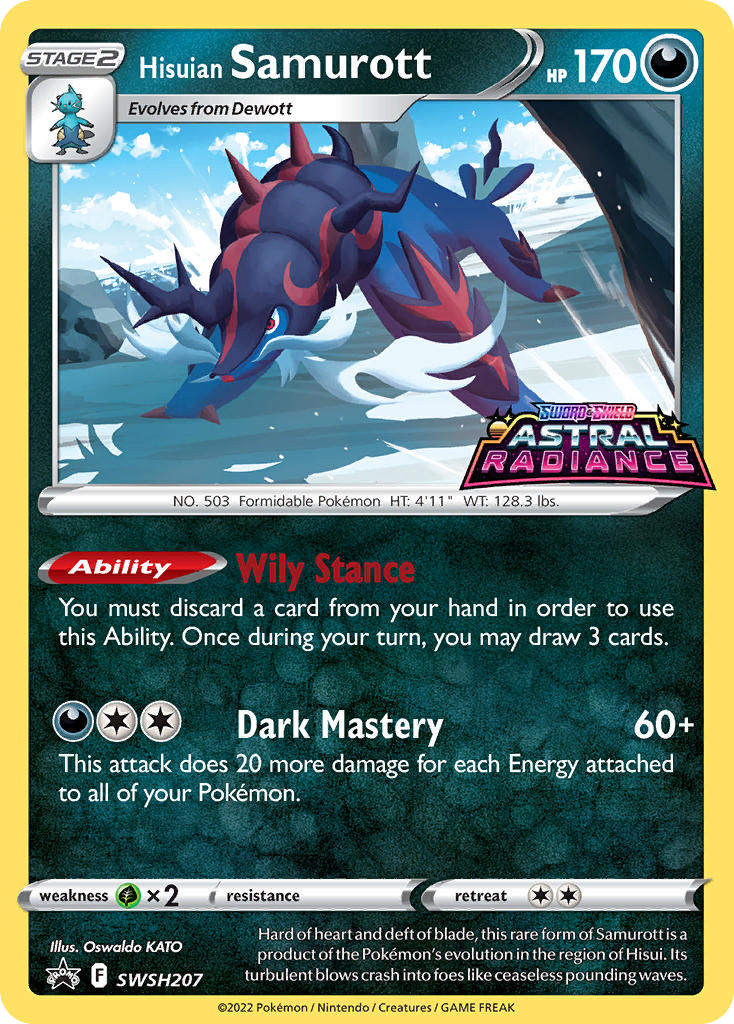 STAGE2
Hisuian Samurott
HP 170
Evolves from Dewott
SWORD & SHIELD
ASTRAL
RADIANCE
NO. 503 Formidable Pokémon HT: 4'11" WT: 128.3 lbs.
Ability Wily Stance
You must discard a card from your hand in order to use
this Ability. Once during your turn, you may draw 3 cards.
Dark Mastery 60+
This attack does 20 more damage for each Energy attached
to all of your Pokémon.
weakness ×2 resistance retreat
Illus. Oswaldo KATO
Hard of heart and deft of blade, this rare form of Samurott is a
product of the Pokémon's evolution in the region of Hisui. Its
turbulent blows crash into foes like ceaseless pounding waves.
PROMO F SWSH207
©2022 Pokémon / Nintendo / Creatures / GAME FREAK